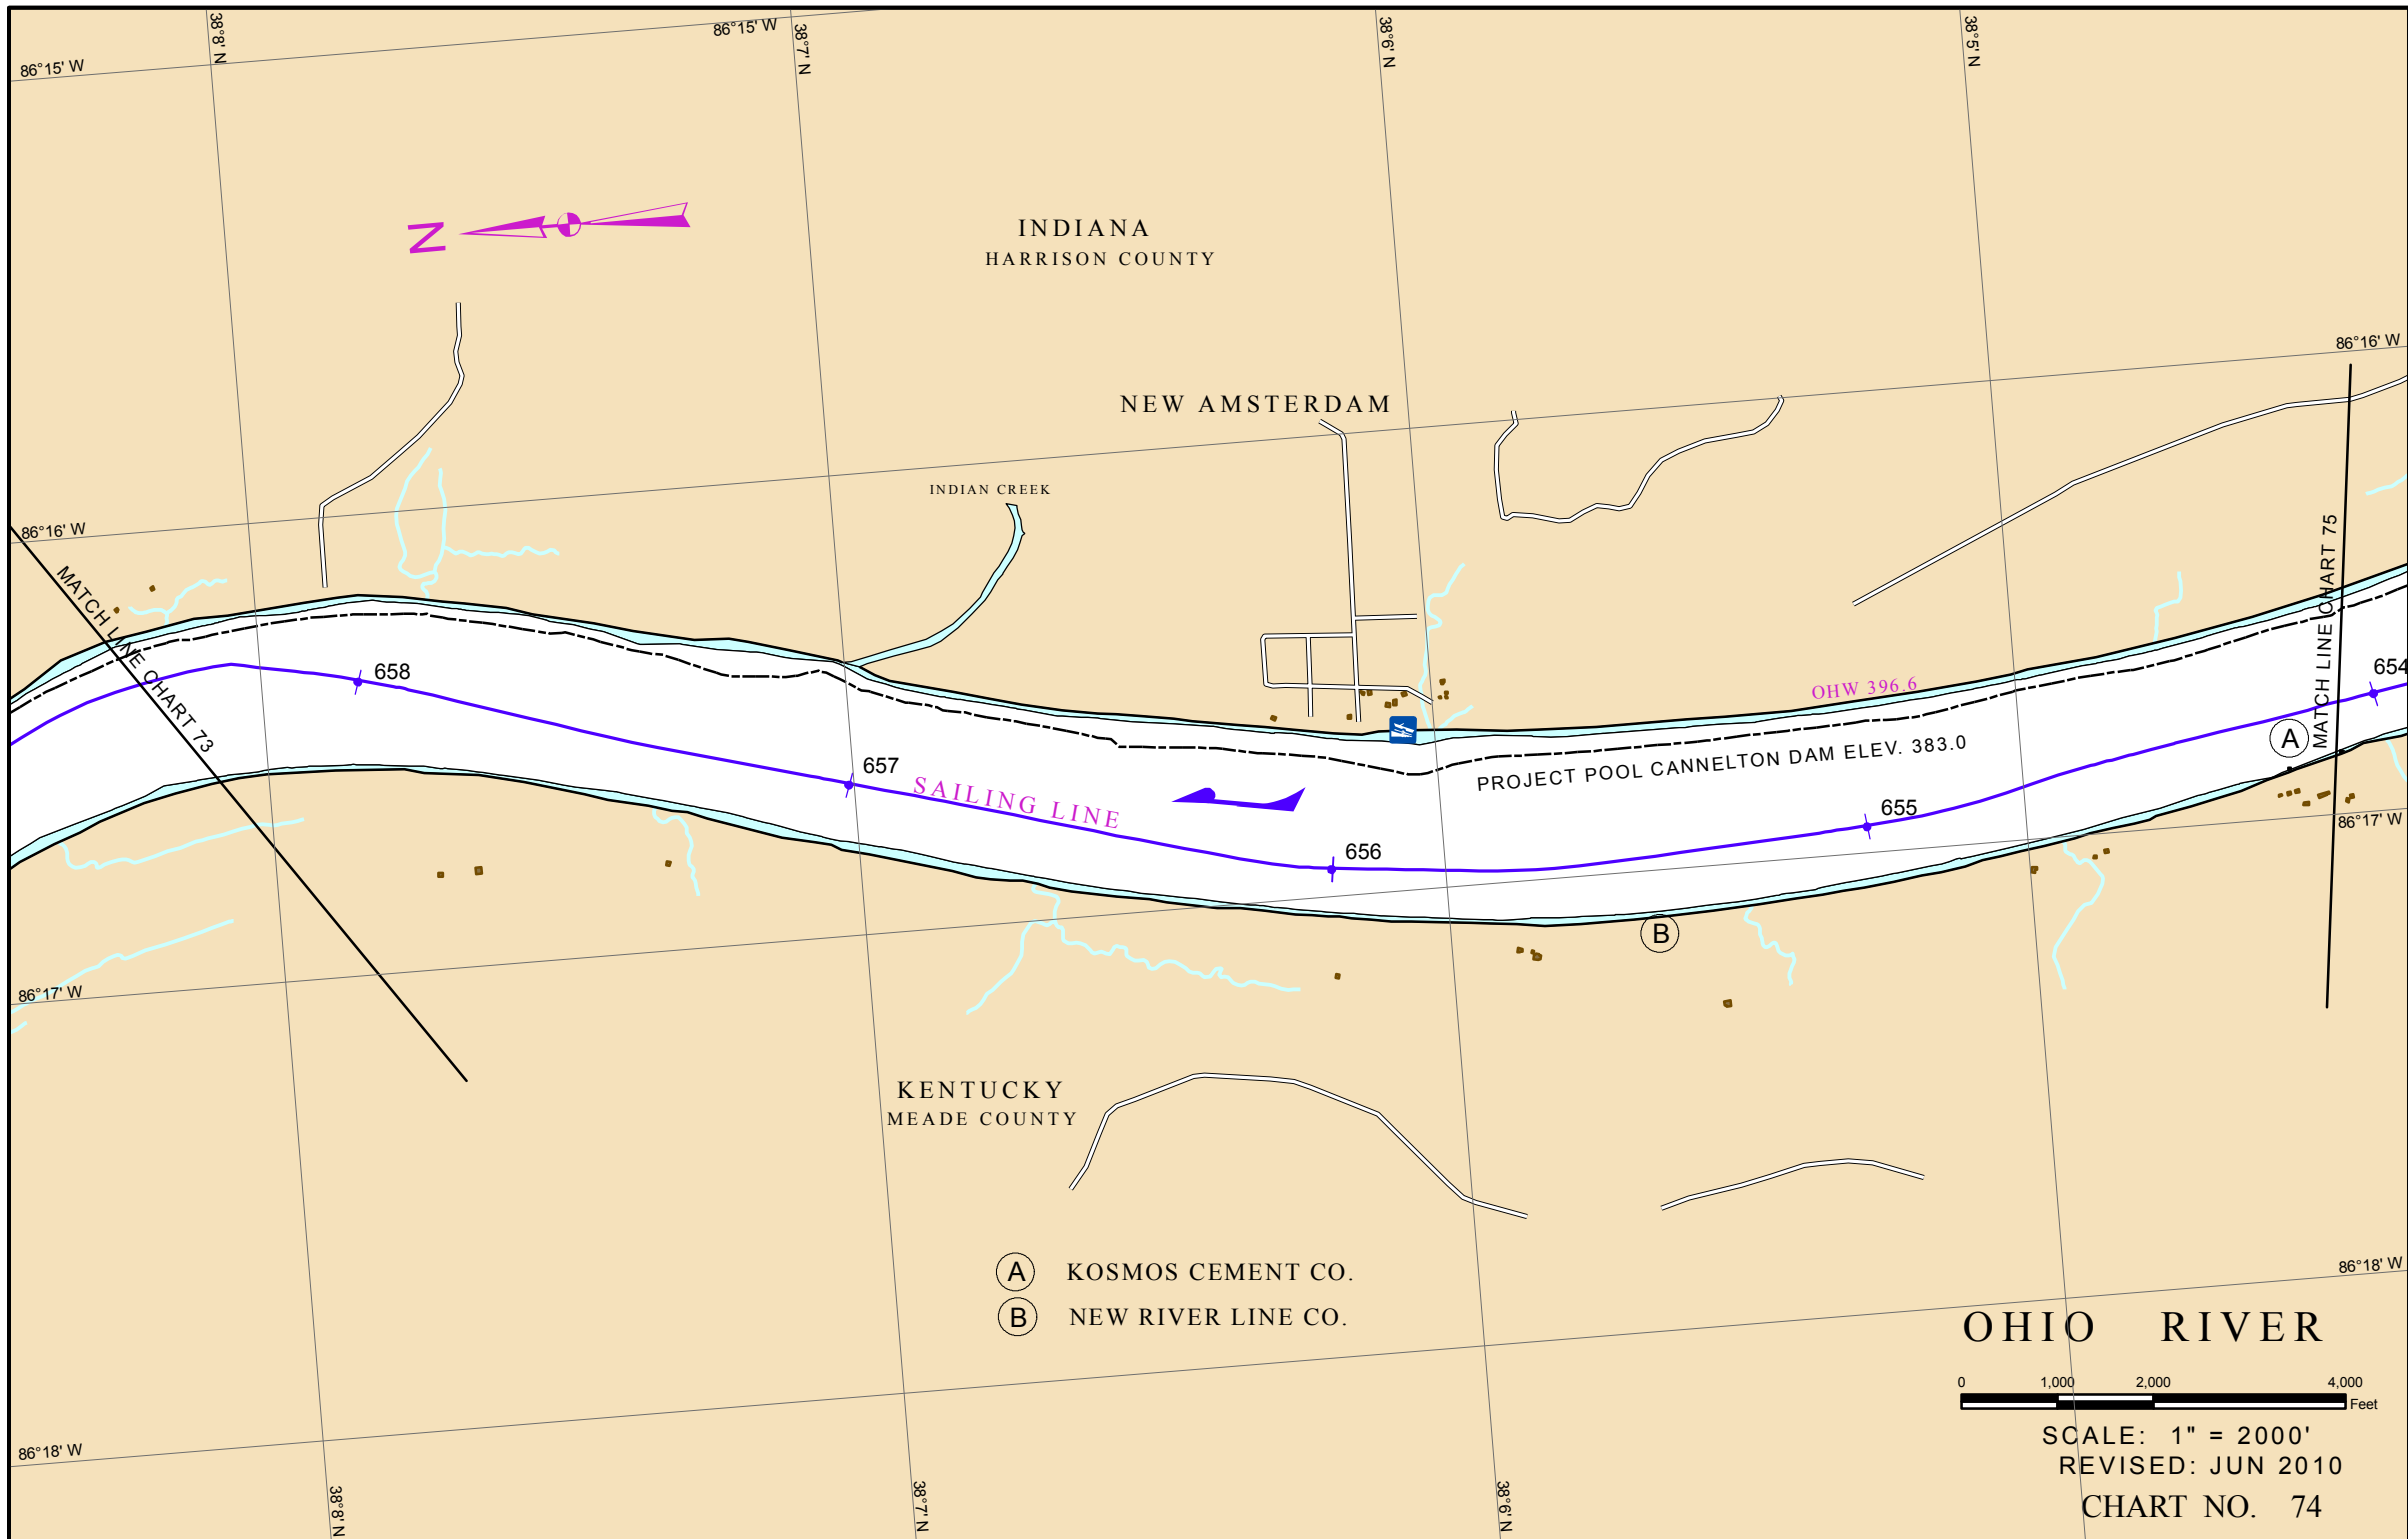 38°8' N
86°15' W
38°7' N
38°6' N
38°5' N
86°15' W
N
INDIANA
HARRISON COUNTY
86°16' W
NEW AMSTERDAM
INDIAN CREEK
86°16' W
MATCH LINE CHART 73
MATCH LINE CHART 75
658
654
OHW 396.6
657
SAILING LINE
PROJECT POOL CANNELTON DAM ELEV. 383.0
A
655
86°17' W
656
B
86°17' W
KENTUCKY
MEADE COUNTY
A KOSMOS CEMENT CO.
B NEW RIVER LINE CO.
86°18' W
OHIO RIVER
0 1,000 2,000 4,000
Feet
SCALE: 1" = 2000'
REVISED: JUN 2010
CHART NO. 74
86°18' W
38°8' N
38°7' N
38°6' N